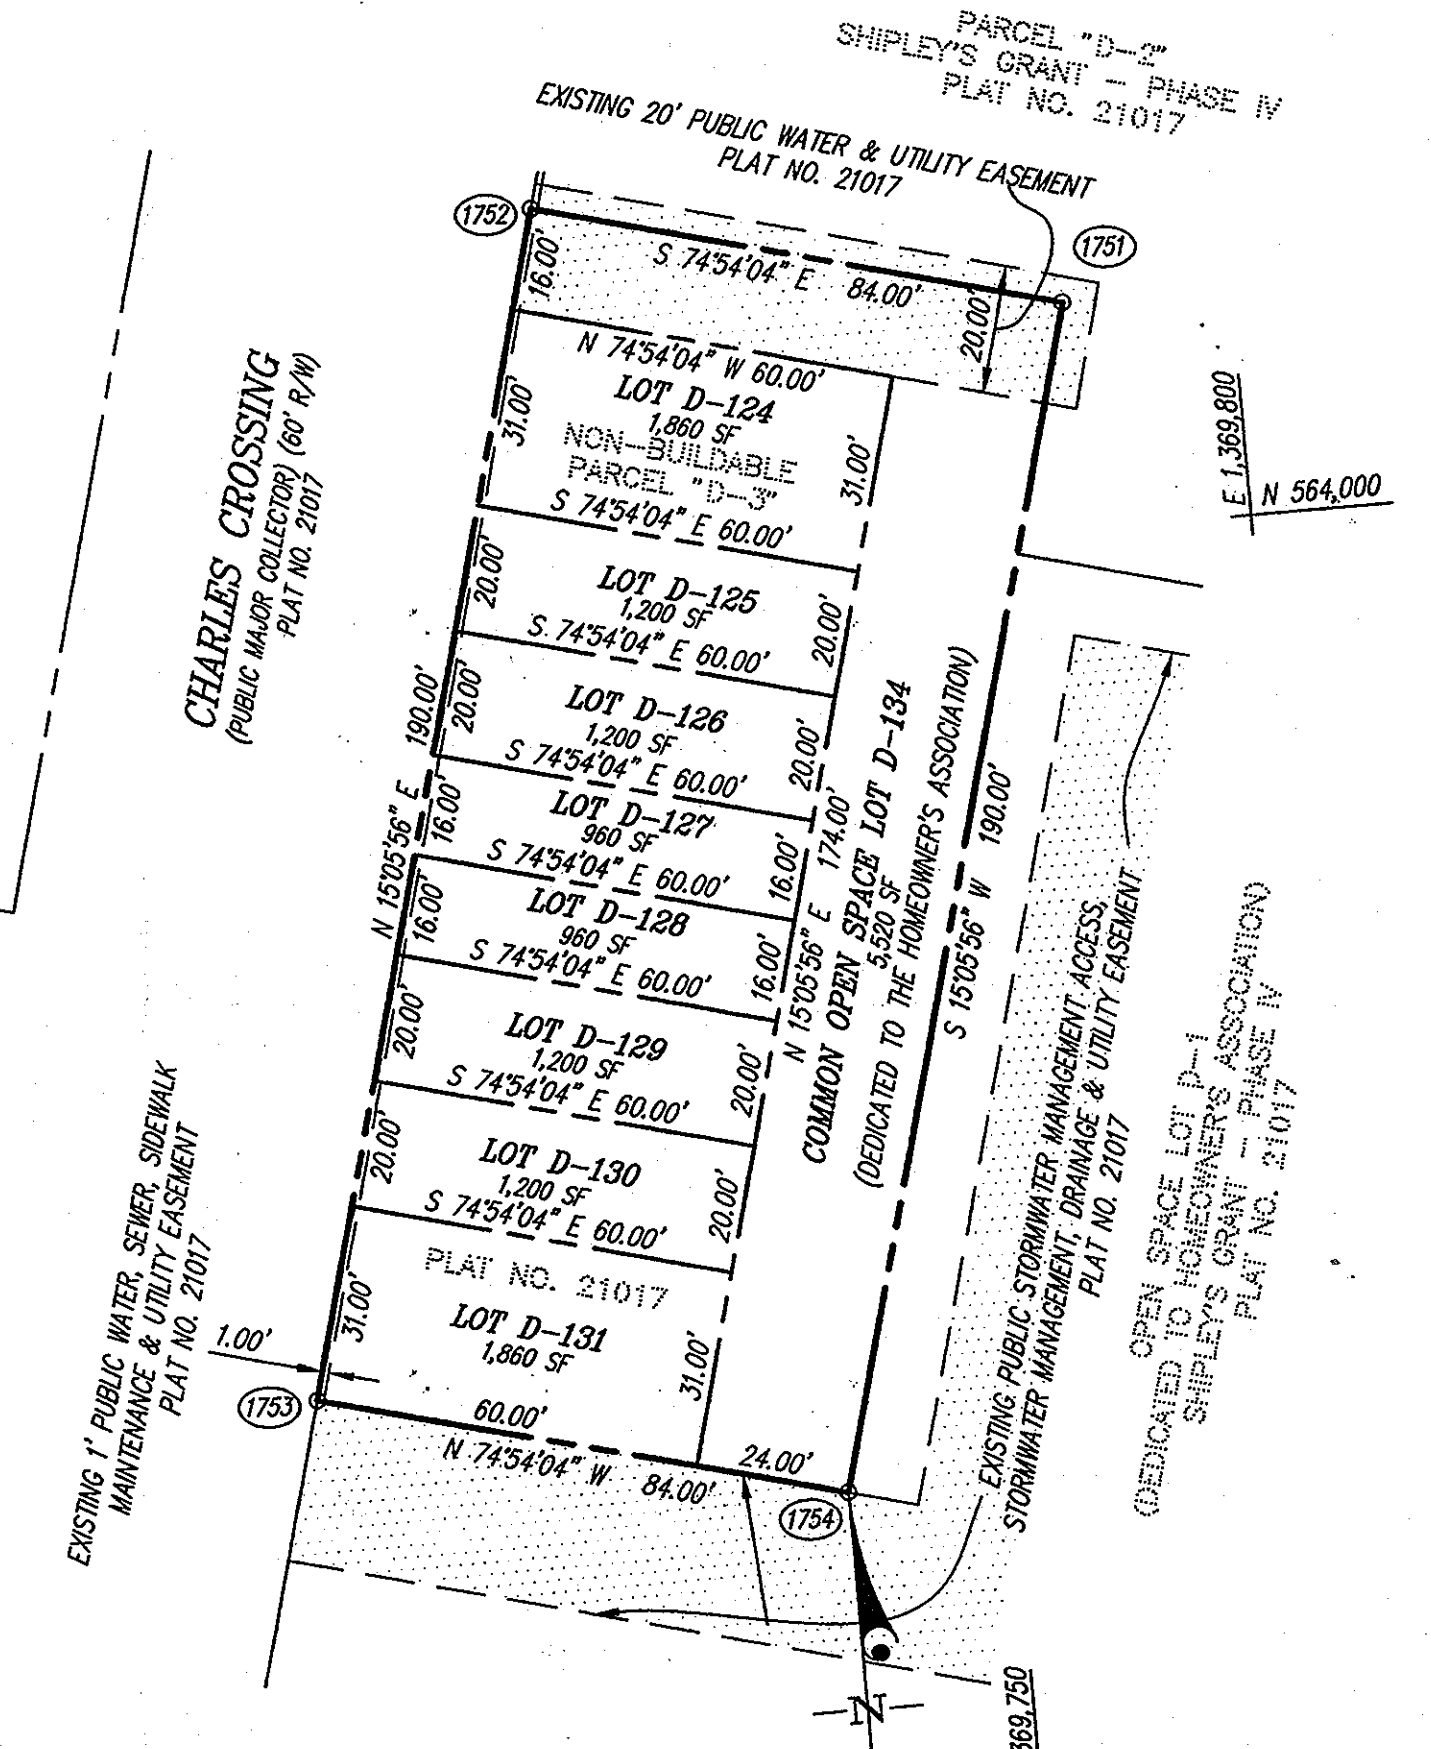 PARCEL "D-2"
SHIPLEY'S GRANT - PHASE IV
PLAT NO. 21017
EXISTING 20' PUBLIC WATER & UTILITY EASEMENT
PLAT NO. 21017
1752
1751
S 74°54'04" E 84.00'
16.00'
20.00'
N 74°54'04" W 60.00'
LOT D-124
1,860 SF
NON-BUILDABLE
PARCEL "D-3"
31.00'
31.00'
S 74°54'04" E 60.00'
E 1,369,800
N 564,000
CHARLES CROSSING
(PUBLIC MAJOR COLLECTOR) (60' R/W)
PLAT NO. 21017
20.00'
LOT D-125
1,200 SF
20.00'
S 74°54'04" E 60.00'
20.00'
LOT D-126
1,200 SF
20.00'
S 74°54'04" E 60.00'
N 15°05'56" E 190.00'
16.00'
LOT D-127
960 SF
16.00'
S 74°54'04" E 60.00'
16.00'
LOT D-128
960 SF
16.00'
S 74°54'04" E 60.00'
N 15°05'56" E 174.00'
COMMON OPEN SPACE LOT D-134
5,520 SF
(DEDICATED TO THE HOMEOWNER'S ASSOCIATION)
S 15°05'56" W 190.00'
20.00'
LOT D-129
1,200 SF
20.00'
S 74°54'04" E 60.00'
20.00'
LOT D-130
1,200 SF
20.00'
S 74°54'04" E 60.00'
PLAT NO. 21017
31.00'
LOT D-131
1,860 SF
31.00'
EXISTING 1' PUBLIC WATER, SEWER, SIDEWALK
MAINTENANCE & UTILITY EASEMENT
PLAT NO. 21017
1.00'
1753
60.00'
24.00'
N 74°54'04" W 84.00'
1754
EXISTING PUBLIC STORMWATER MANAGEMENT ACCESS,
STORMWATER MANAGEMENT, DRAINAGE & UTILITY EASEMENT
PLAT NO. 21017
OPEN SPACE LOT D-1
(DEDICATED TO HOMEOWNER'S ASSOCIATION)
SHIPLEY'S GRANT - PHASE IV
PLAT NO. 21017
N
369,750